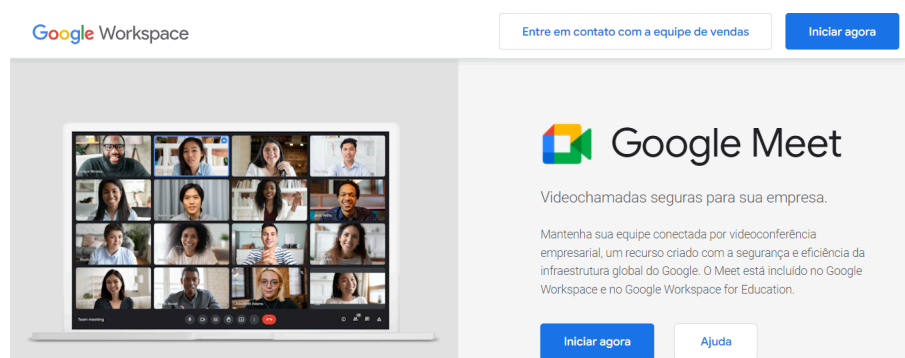 Google Workspace
Entre em contato com a equipe de vendas
Iniciar agora
Google Meet
Videochamadas seguras para sua empresa.
Mantenha sua equipe conectada por videoconferência
empresarial, um recurso criado com a segurança e eficiência da
infraestrutura global do Google. O Meet está incluído no Google
Workspace e no Google Workspace for Education.
Team meeting
Iniciar agora
Ajuda